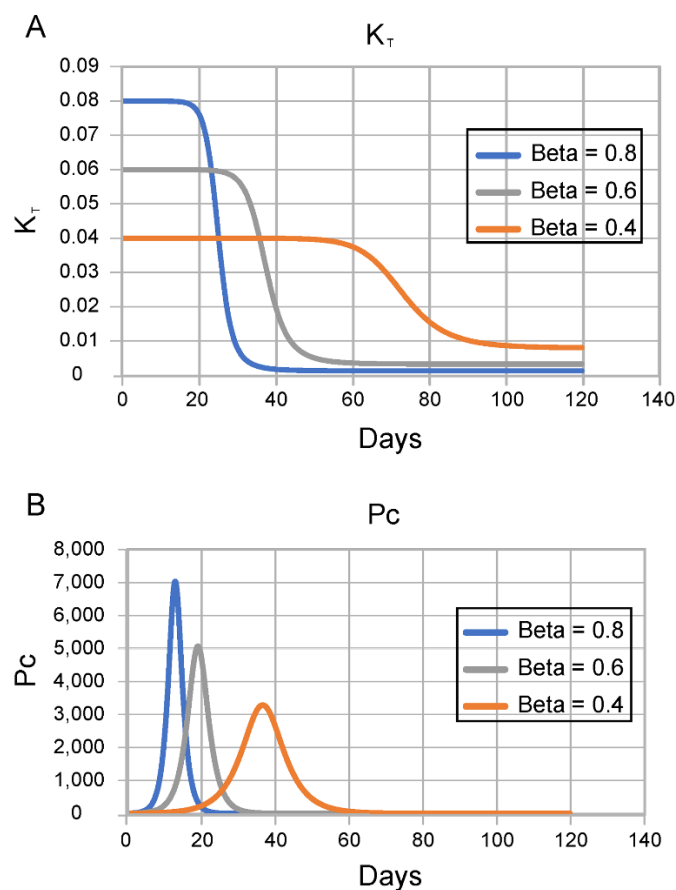 A
K_T
0.09
0.08
0.07
0.06
0.05
0.04
0.03
0.02
0.01
0
K_T
Beta = 0.8
Beta = 0.6
Beta = 0.4
0 20 40 60 80 100 120 140
Days
B
Pc
8,000
7,000
6,000
5,000
4,000
3,000
2,000
1,000
0
Pc
Beta = 0.8
Beta = 0.6
Beta = 0.4
0 20 40 60 80 100 120 140
Days